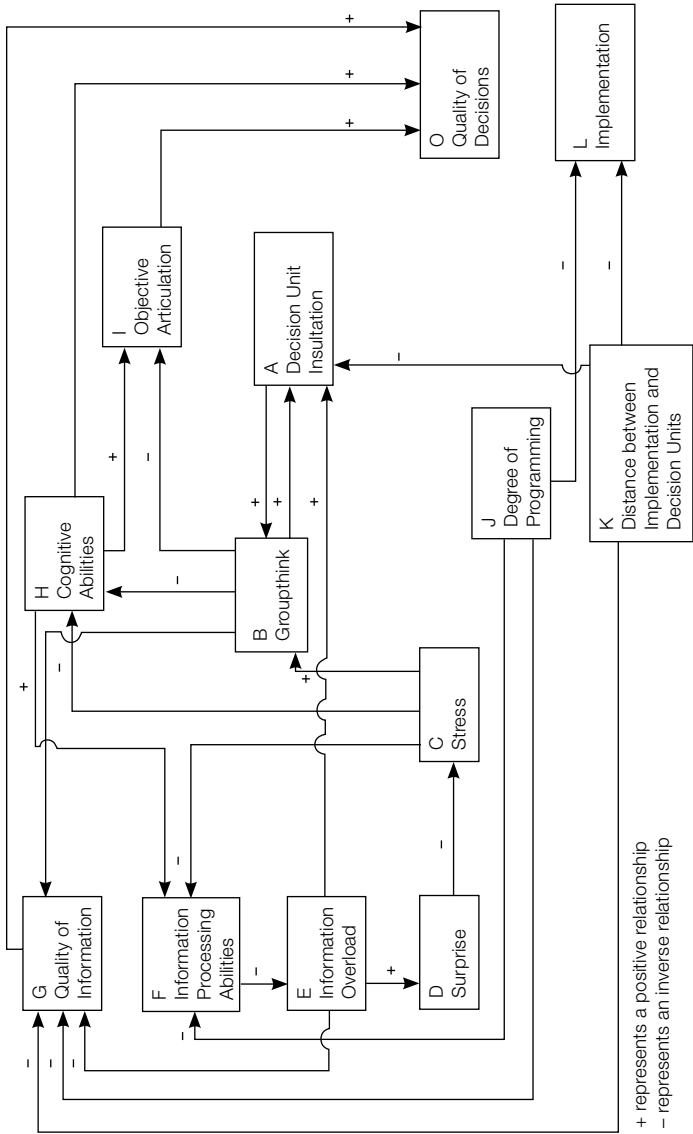 G
Quality of
Information
H
Cognitive
Abilities
I
Objective
Articulation
F
Information
Processing
Abilities
B
Groupthink
A
Decision Unit
Insultation
O
Quality of
Decisions
E
Information
Overload
C
Stress
D
Surprise
J
Degree of
Programming
K
Distance between
Implementation and
Decision Units
L
Implementation
–
–
–
+
–
–
–
+
–
–
+
–
+
–
–
+
+
+
–
–
–
+
+
+
+ represents a positive relationship
– represents an inverse relationship